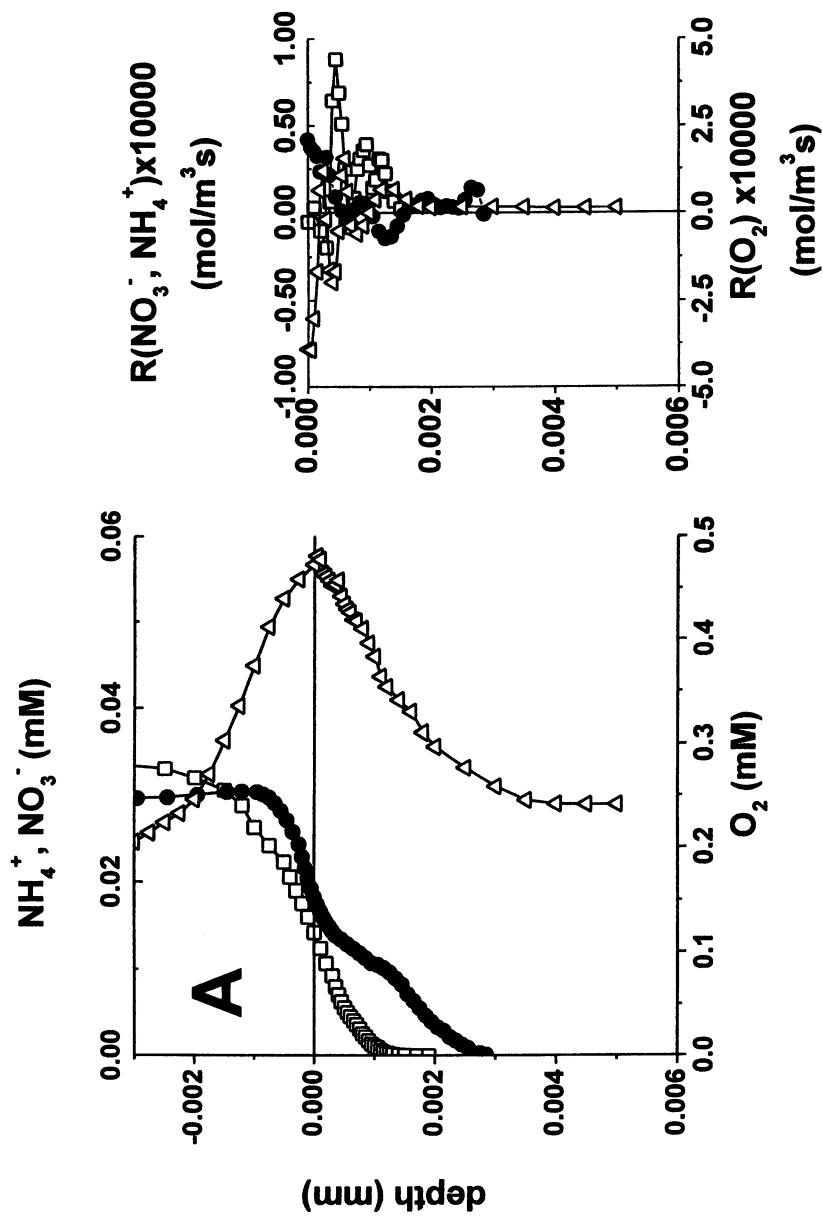 NH₄⁺, NO₃⁻ (mM)
0.00 0.02 0.04 0.06
A
-0.002
0.000
0.002
0.004
0.006
depth (mm)
0.0 0.1 0.2 0.3 0.4 0.5
O₂ (mM)
R(NO₃⁻, NH₄⁺)x10000
(mol/m³s)
-1.00 -0.50 0.00 0.50 1.00
0.000
0.002
0.004
0.006
-5.0 -2.5 0.0 2.5 5.0
R(O₂) x10000
(mol/m³s)